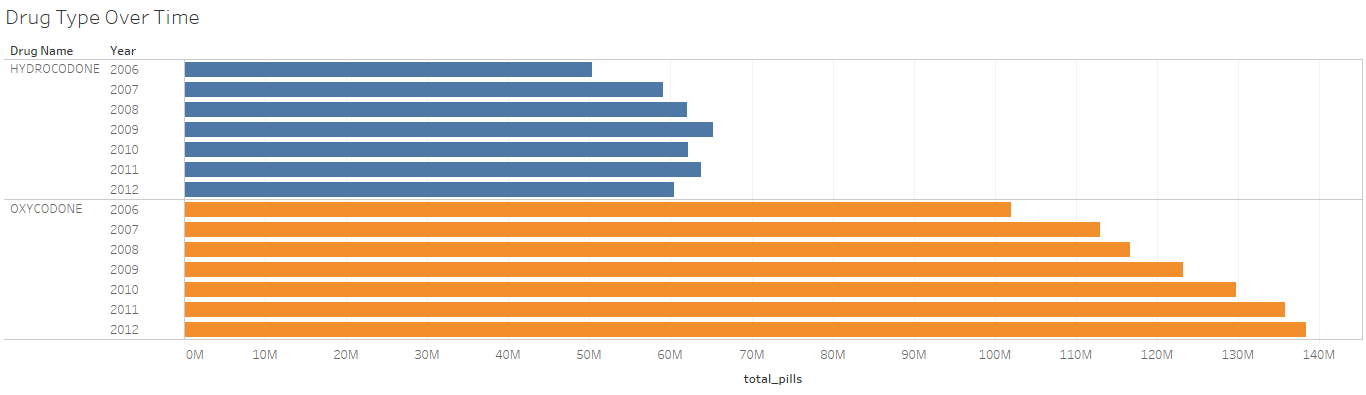 Drug Type Over Time
Drug Name Year
HYDROCODONE 2006
2007
2008
2009
2010
2011
2012
OXYCODONE 2006
2007
2008
2009
2010
2011
2012
0M 10M 20M 30M 40M 50M 60M 70M 80M 90M 100M 110M 120M 130M 140M
total_pills